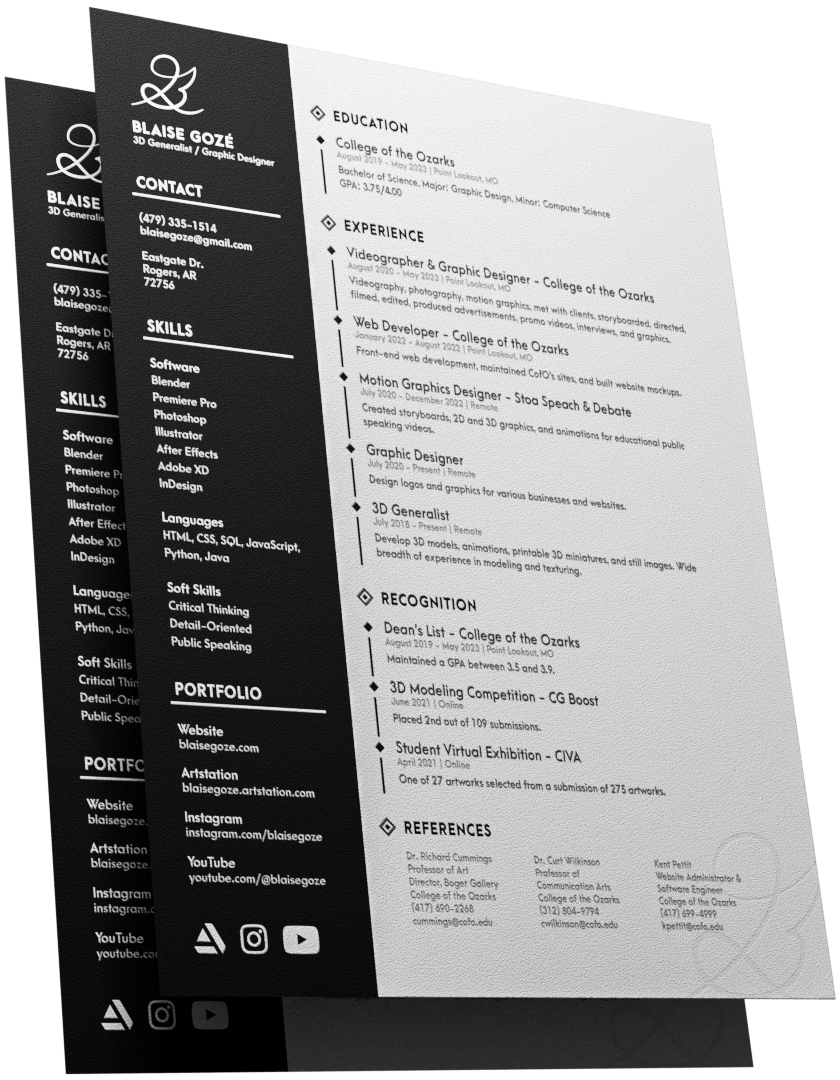 BLAISE GOZÉ
3D Generalist / Graphic Designer
CONTACT
(479) 335-1514
blaisegoze@gmail.com
Eastgate Dr.
Rogers, AR
72756
SKILLS
Software
Blender
Premiere Pro
Photoshop
Illustrator
After Effects
Adobe XD
InDesign
Languages
HTML, CSS, SQL, JavaScript,
Python, Java
Soft Skills
Critical Thinking
Detail-Oriented
Public Speaking
PORTFOLIO
Website
blaisegoze.com
Artstation
blaisegoze.artstation.com
Instagram
instagram.com/blaisegoze
YouTube
youtube.com/@blaisegoze
EDUCATION
College of the Ozarks
August 2019 - May 2023 | Point Lookout, MO
Bachelor of Science, Major: Graphic Design, Minor: Computer Science
GPA: 3.75/4.00
EXPERIENCE
Videographer & Graphic Designer - College of the Ozarks
August 2020 - May 2023 | Point Lookout, MO
Videography, photography, motion graphics, met with clients, storyboarded, directed,
filmed, edited, produced advertisements, promo videos, interviews, and graphics.
Web Developer - College of the Ozarks
January 2022 - August 2022 | Point Lookout, MO
Front-end web development, maintained CofO's sites, and built website mockups.
Motion Graphics Designer - Stoa Speach & Debate
July 2020 - December 2022 | Remote
Created storyboards, 2D and 3D graphics, and animations for educational public
speaking videos.
Graphic Designer
July 2020 - Present | Remote
Design logos and graphics for various businesses and websites.
3D Generalist
July 2018 - Present | Remote
Develop 3D models, animations, printable 3D miniatures, and still images. Wide
breadth of experience in modeling and texturing.
RECOGNITION
Dean's List - College of the Ozarks
August 2019 - May 2023 | Point Lookout, MO
Maintained a GPA between 3.5 and 3.9.
3D Modeling Competition - CG Boost
June 2021 | Online
Placed 2nd out of 109 submissions.
Student Virtual Exhibition - CIVA
April 2021 | Online
One of 27 artworks selected from a submission of 275 artworks.
REFERENCES
Dr. Richard Cummings
Professor of Art
Director, Boger Gallery
College of the Ozarks
(417) 690-2268
cummings@cofo.edu
Dr. Curt Wilkinson
Professor of
Communication Arts
College of the Ozarks
(312) 804-9794
cwilkinson@cofo.edu
Kent Pettit
Website Administrator &
Software Engineer
College of the Ozarks
(417) 699-4999
kpettit@cofo.edu
BLAISE
3D Generalis
CONTAC
(479) 335-
blaisegoze
Eastgate D
Rogers, AR
72756
SKILLS
Software
Blender
Premiere Pr
Photoshop
Illustrator
After Effect
Adobe XD
InDesign
Language
HTML, CSS,
Python, Jav
Soft Skills
Critical Thin
Detail-Orie
Public Spea
PORTFO
Website
blaisegoze.
Artstation
blaisegoze.
Instagram
instagram.c
YouTube
youtube.co